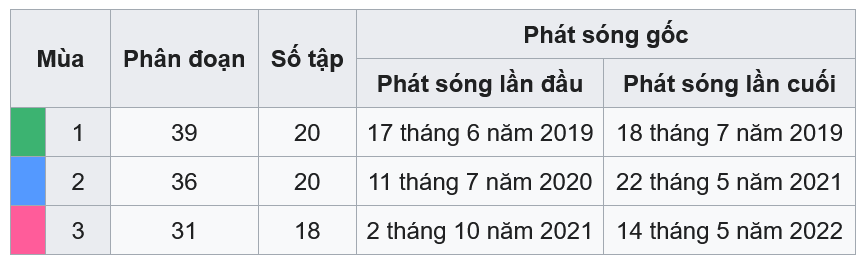 Mùa Phân đoạn Số tập Phát sóng gốc
Phát sóng lần đầu Phát sóng lần cuối
1 39 20 17 tháng 6 năm 2019 18 tháng 7 năm 2019
2 36 20 11 tháng 7 năm 2020 22 tháng 5 năm 2021
3 31 18 2 tháng 10 năm 2021 14 tháng 5 năm 2022